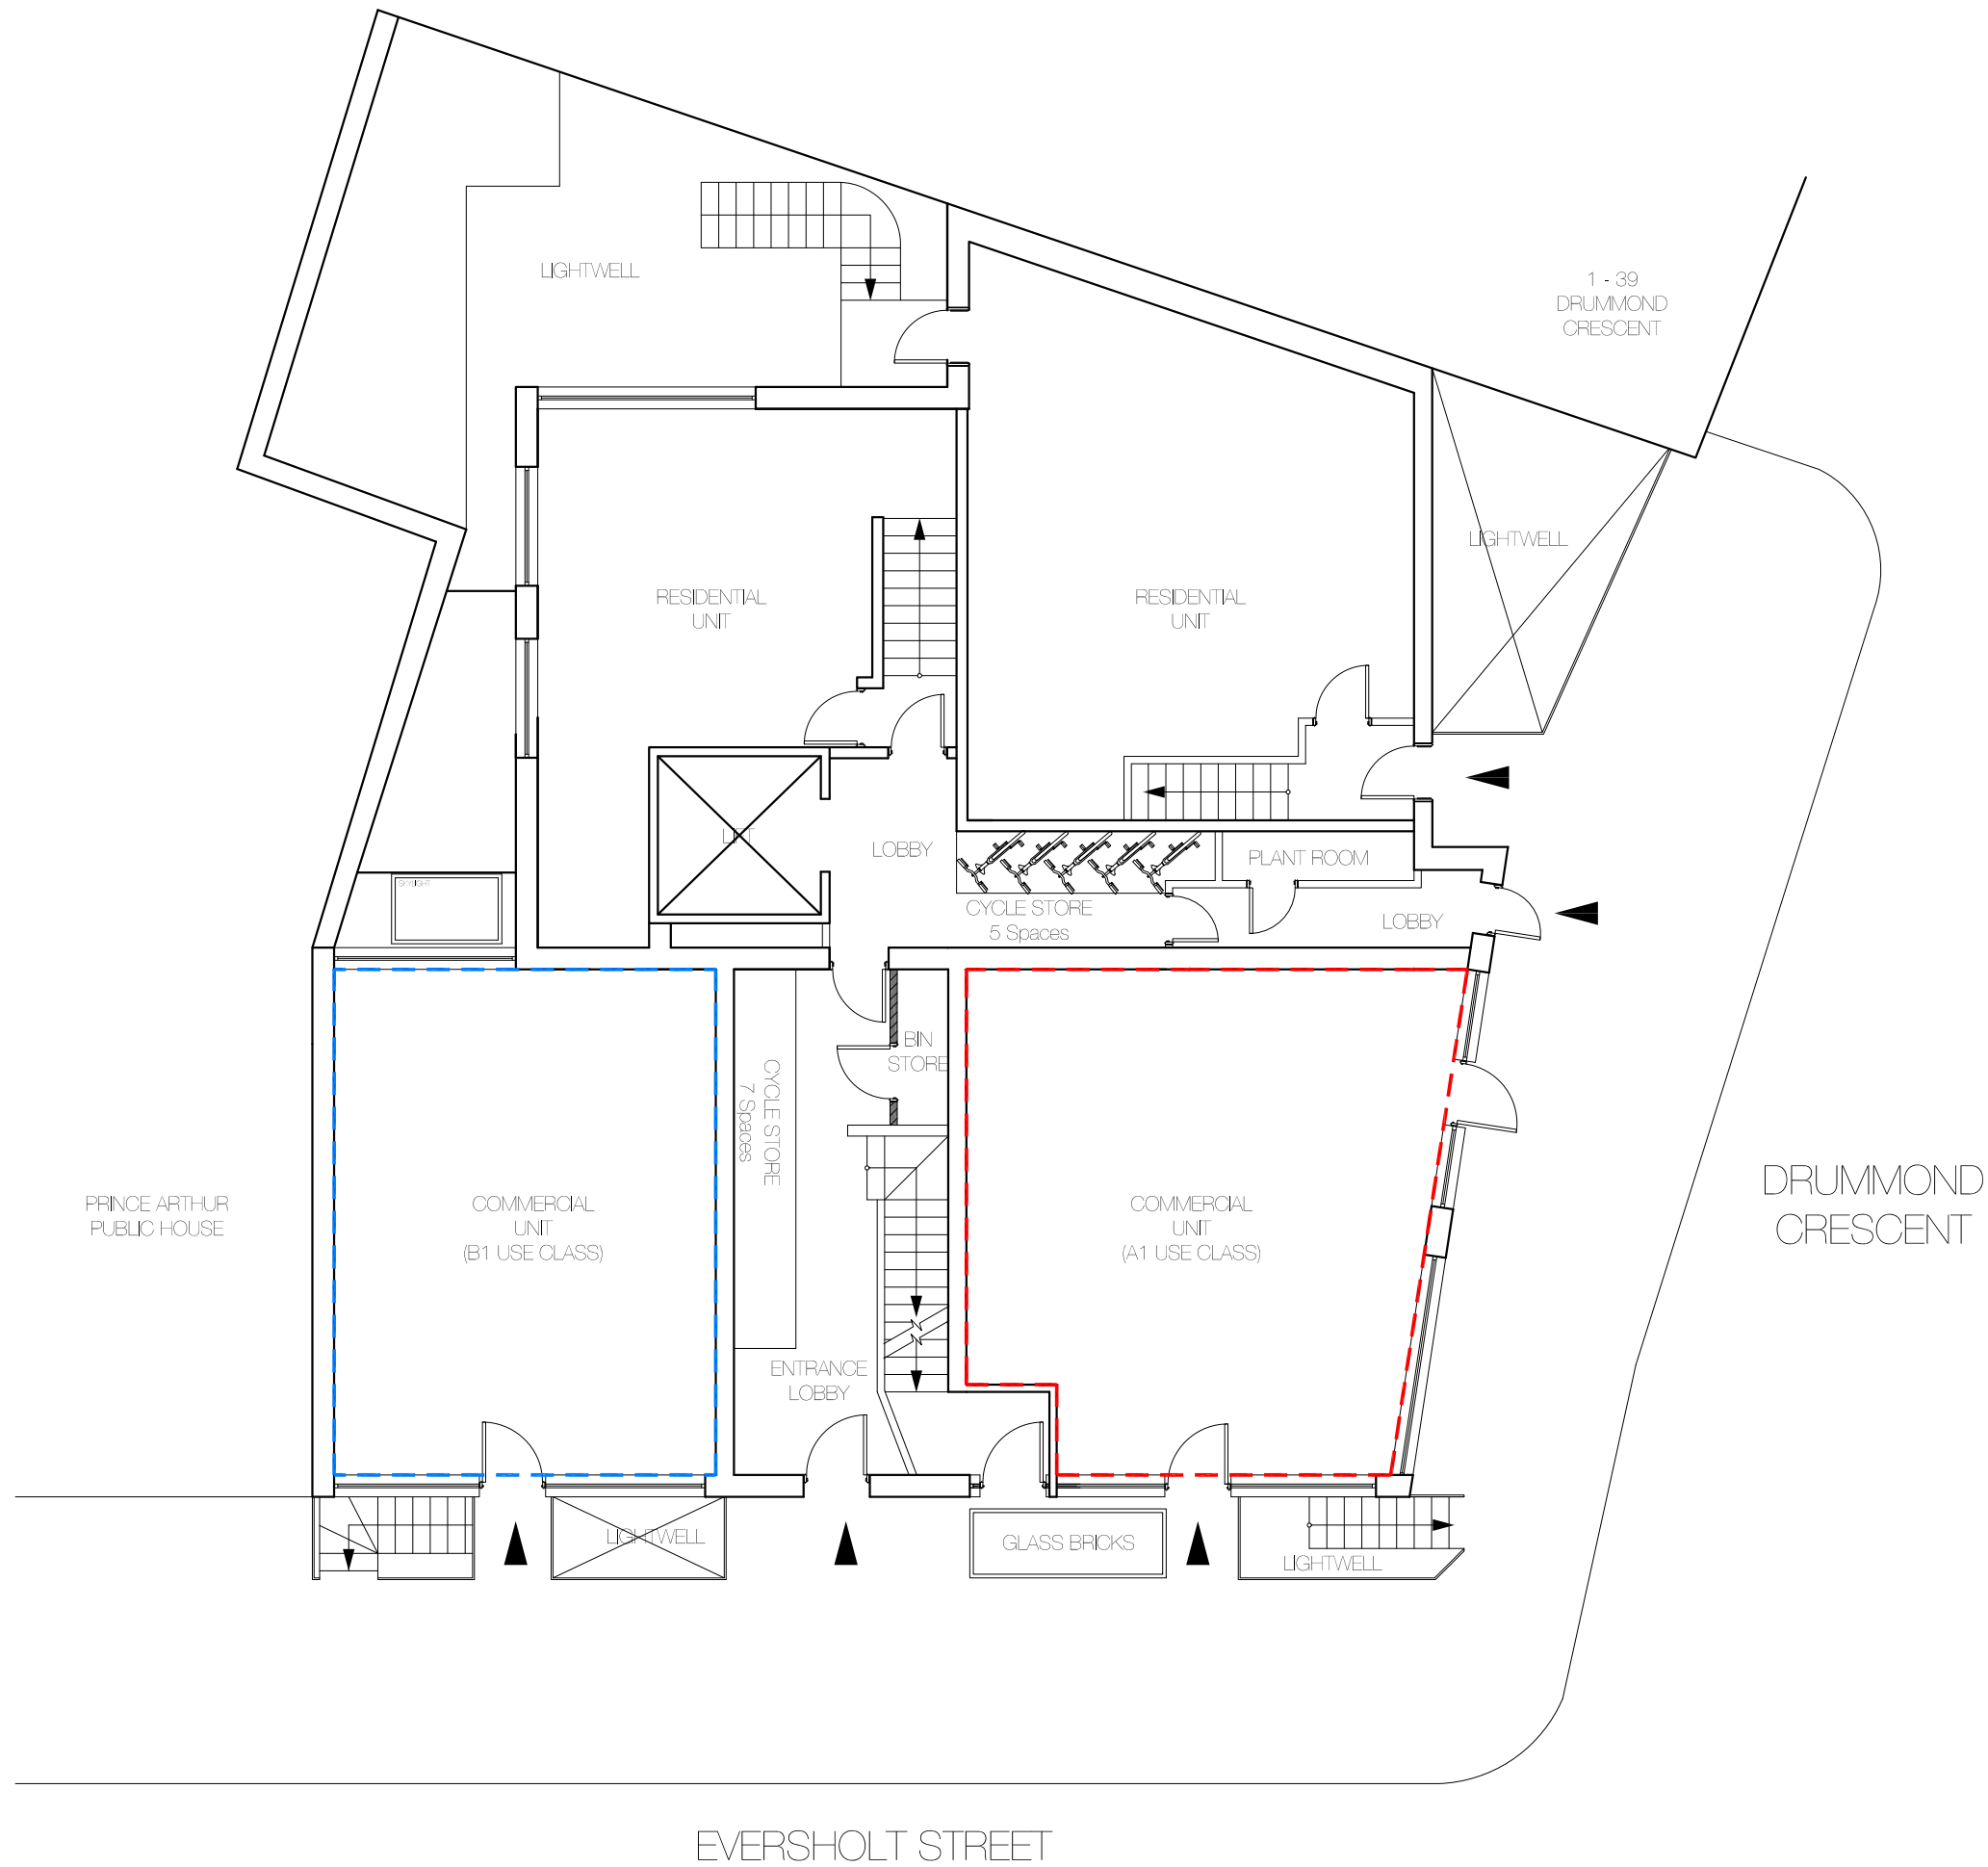 LIGHTWELL
1 - 39
DRUMMOND
CRESCENT
LIGHTWELL
RESIDENTIAL
UNIT
RESIDENTIAL
UNIT
LIFT
LOBBY
PLANT ROOM
SKYLIGHT
CYCLE STORE
5 Spaces
LOBBY
BIN
STORE
CYCLE STORE
7 Spaces
PRINCE ARTHUR
PUBLIC HOUSE
COMMERCIAL
UNIT
(B1 USE CLASS)
COMMERCIAL
UNIT
(A1 USE CLASS)
DRUMMOND
CRESCENT
ENTRANCE
LOBBY
LIGHTWELL
GLASS BRICKS
LIGHTWELL
EVERSHOLT STREET